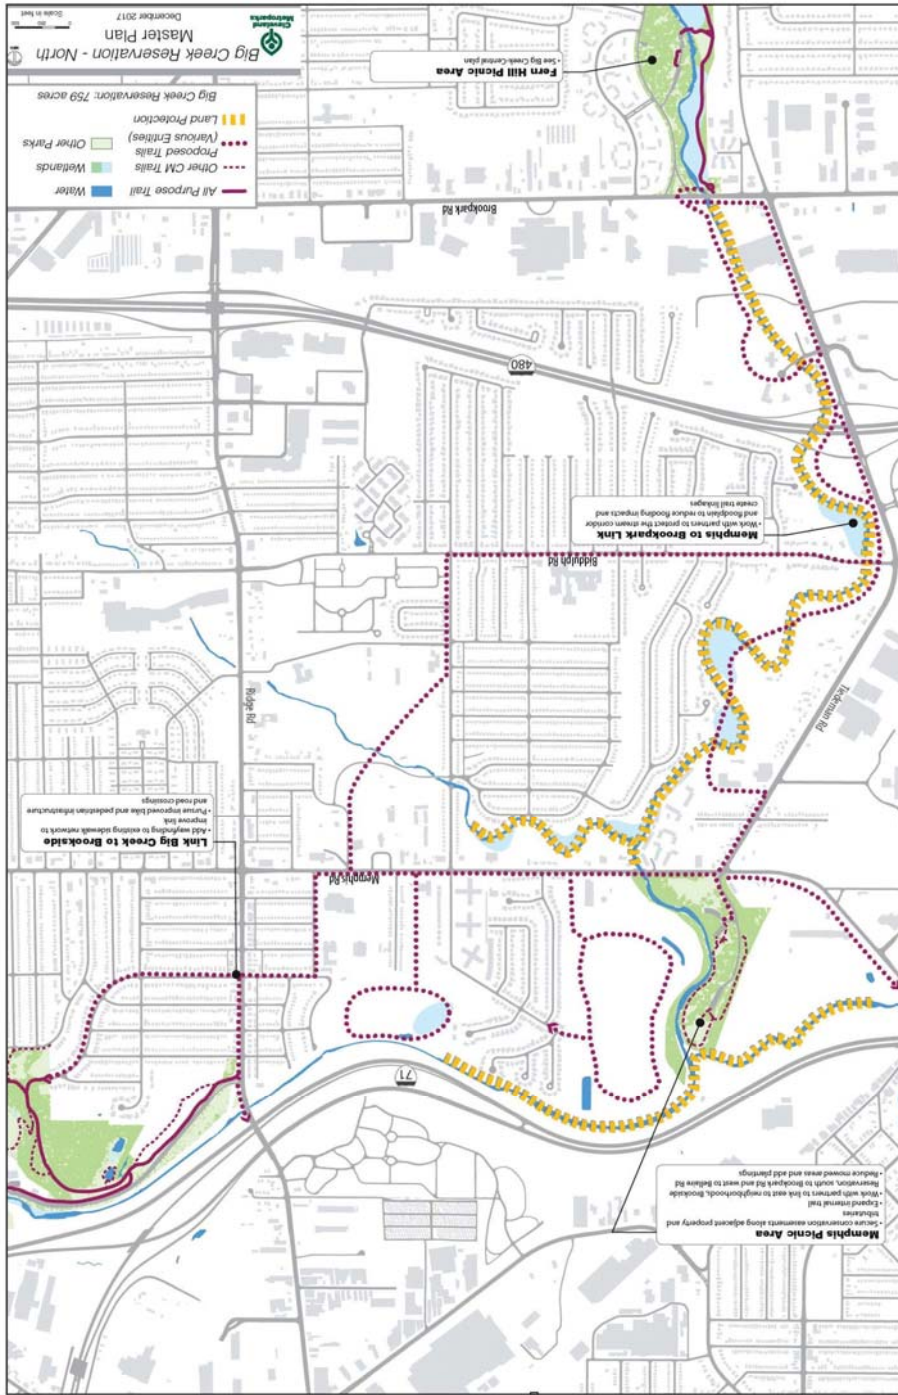 Memphis Picnic Area
• Secure conservation easements along adjacent property and
tributaries
• Expand internal trail
• Work with partners to link east to neighborhoods, Brookside
Reservation, south to Brookpark Rd and west to Bellaire Rd
• Reduce mowed areas and add plantings
71
Link Big Creek to Brookside
• Add wayfinding to existing sidewalk network to
improve link
• Pursue improved bike and pedestrian infrastructure
and road crossings
Memphis Rd
Tiedeman Rd
Ridge Rd
Biddulph Rd
Memphis to Brookpark Link
• Work with partners to protect the stream corridor
and floodplain to reduce flooding impacts and
create trail linkages
480
Brookpark Rd
Fern Hill Picnic Area
• See Big Creek-Central plan
All Purpose Trail
Other CM Trails
Proposed Trails
(Various Entities)
Land Protection
Water
Wetlands
Other Parks
Big Creek Reservation: 759 acres
Cleveland
Metroparks
Big Creek Reservation - North
Master Plan
December 2017
Scale in feet